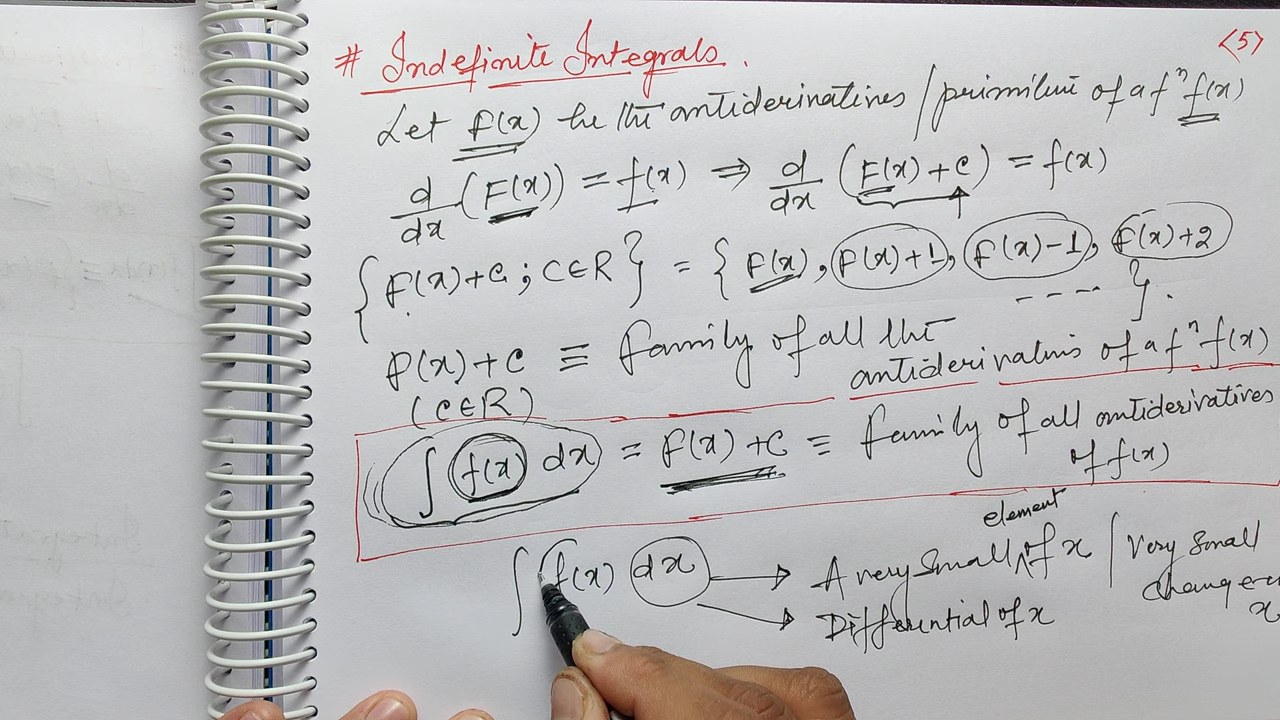 # Indefinite Integrals.
<5>
Let F(x) be the antiderivatives / primitive of a fⁿ f(x)
d/dx (F(x)) = f(x) ⇒ d/dx (F(x) + C) = f(x)
{ F(x)+C ; C∈R } = { F(x), F(x)+1, F(x)-1, F(x)+2
---- }.
F(x)+C ≡ family of all the
antiderivatives of a fⁿ f(x)
(C∈R)
∫ f(x) dx = F(x) + C ≡ family of all antiderivatives
of f(x)
element
∫ f(x) dx → A very small ^ of x / Very small
change in
x
→ Differential of x